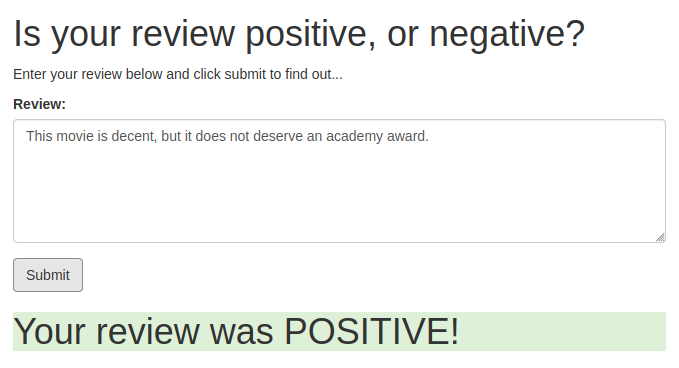 Is your review positive, or negative?
Enter your review below and click submit to find out...
Review:
This movie is decent, but it does not deserve an academy award.
Submit
Your review was POSITIVE!